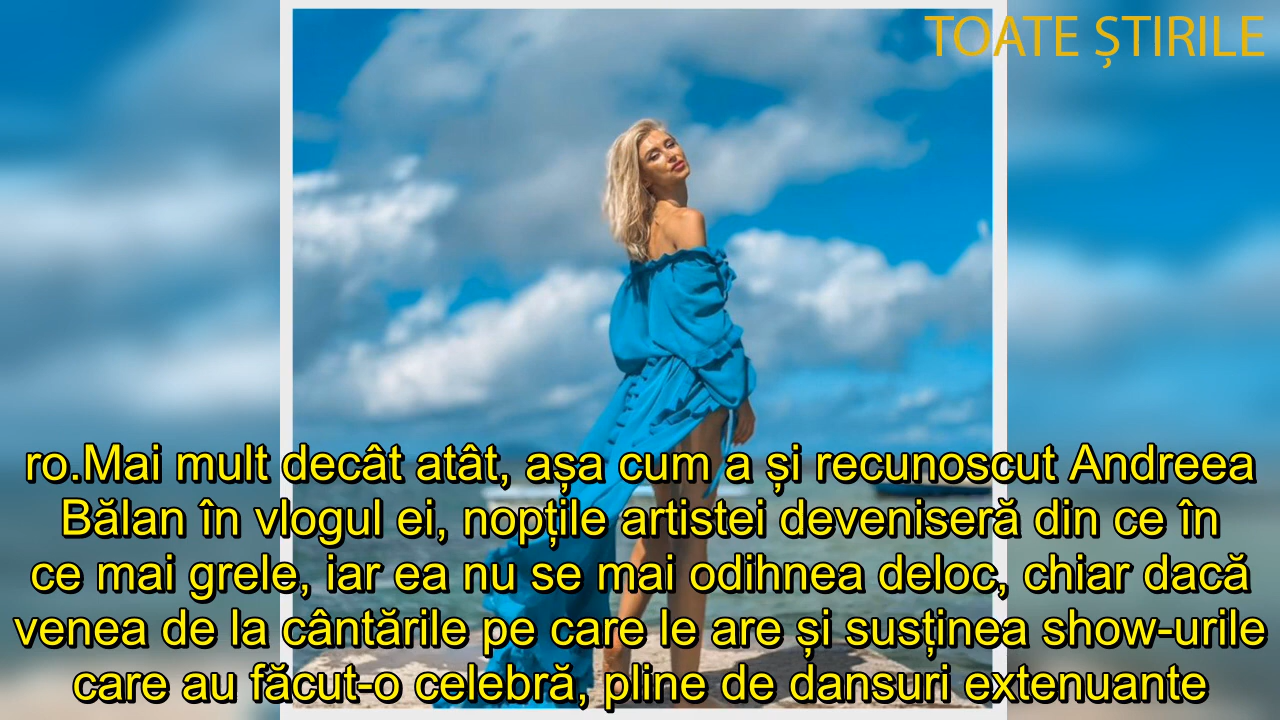 TOATE ȘTIRILE
ro.Mai mult decât atât, așa cum a și recunoscut Andreea
Bălan în vlogul ei, nopțile artistei deveniseră din ce în
ce mai grele, iar ea nu se mai odihnea deloc, chiar dacă
venea de la cântările pe care le are și susținea show-urile
care au făcut-o celebră, pline de dansuri extenuante